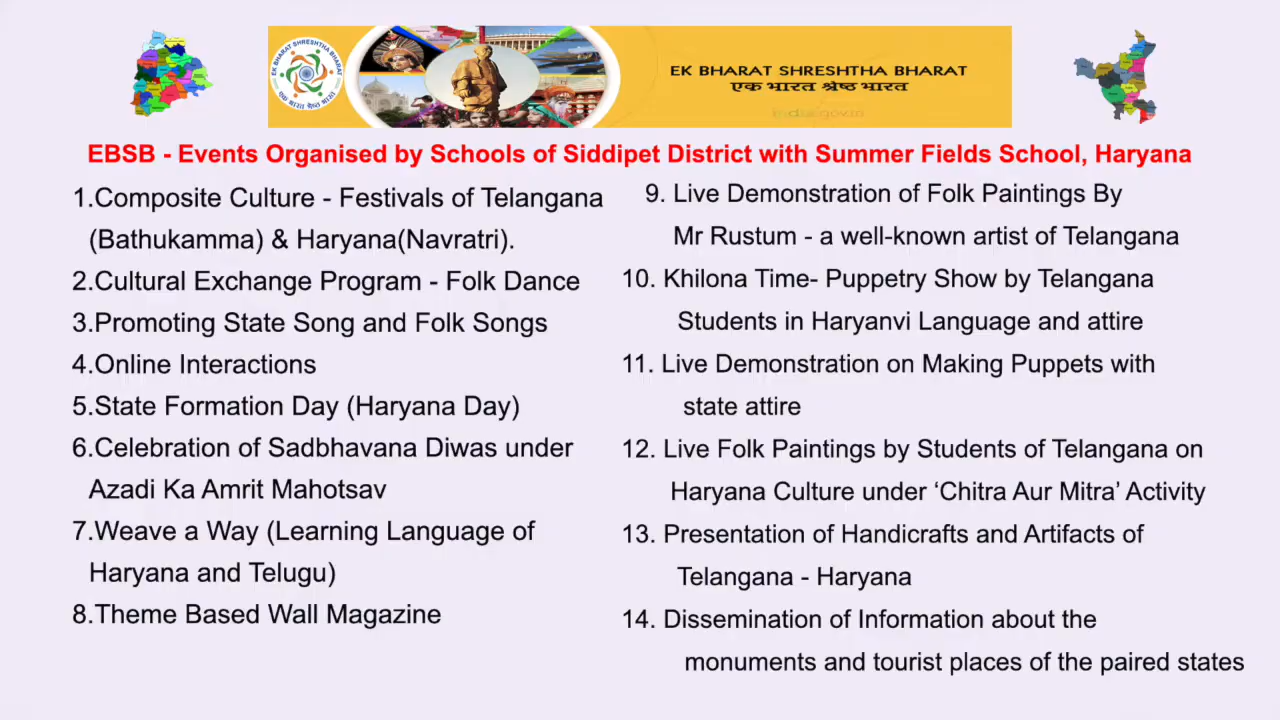 EK BHARAT SHRESHTHA BHARAT
एक भारत श्रेष्ठ भारत
EK BHARAT SHRESHTHA BHARAT
एक भारत श्रेष्ठ भारत
EBSB - Events Organised by Schools of Siddipet District with Summer Fields School, Haryana
1.Composite Culture - Festivals of Telangana
(Bathukamma) & Haryana(Navratri).
2.Cultural Exchange Program - Folk Dance
3.Promoting State Song and Folk Songs
4.Online Interactions
5.State Formation Day (Haryana Day)
6.Celebration of Sadbhavana Diwas under
Azadi Ka Amrit Mahotsav
7.Weave a Way (Learning Language of
Haryana and Telugu)
8.Theme Based Wall Magazine
9. Live Demonstration of Folk Paintings By
Mr Rustum - a well-known artist of Telangana
10. Khilona Time- Puppetry Show by Telangana
Students in Haryanvi Language and attire
11. Live Demonstration on Making Puppets with
state attire
12. Live Folk Paintings by Students of Telangana on
Haryana Culture under ‘Chitra Aur Mitra’ Activity
13. Presentation of Handicrafts and Artifacts of
Telangana - Haryana
14. Dissemination of Information about the
monuments and tourist places of the paired states